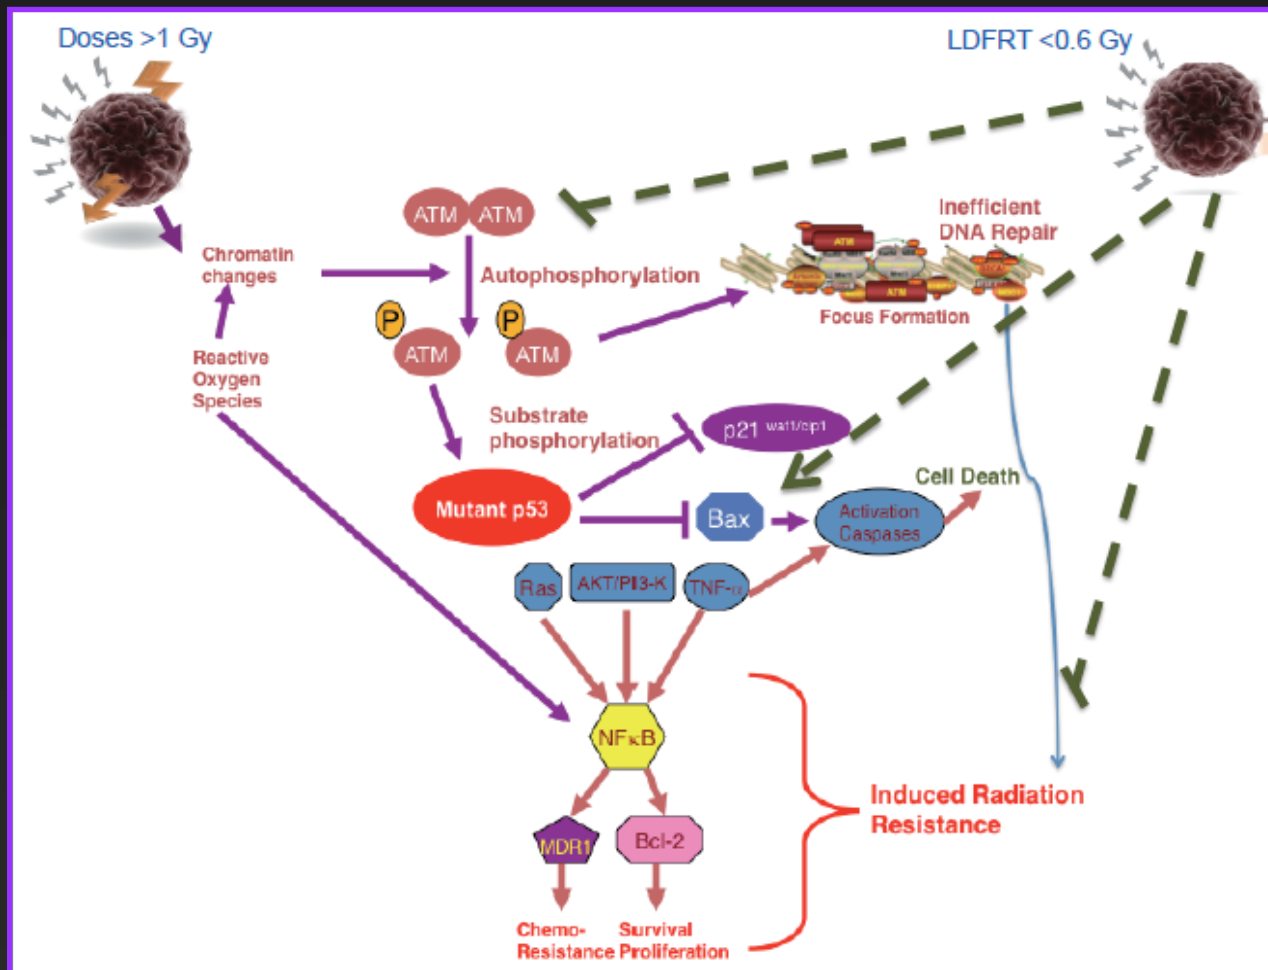 Doses >1 Gy
LDFRT <0.6 Gy
ATM
ATM
Inefficient
DNA Repair
Chromatin
changes
Autophosphorylation
ATM
ATM
Focus Formation
P
P
ATM
ATM
Reactive
Oxygen
Species
Substrate
phosphorylation
p21 waf1/cip1
Cell Death
Mutant p53
Bax
Activation
Caspases
Ras
AKT/PI3-K
TNF-α
NFκB
Induced Radiation
Resistance
MDR1
Bcl-2
Chemo-
Resistance
Survival
Proliferation